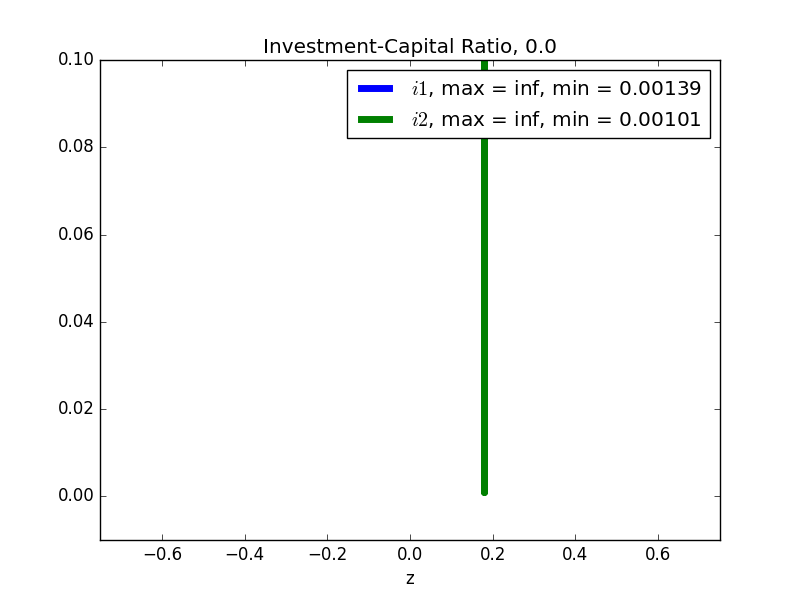 Investment-Capital Ratio, 0.0
0.10
i1, max = inf, min = 0.00139
i2, max = inf, min = 0.00101
0.08
0.06
0.04
0.02
0.00
−0.6 −0.4 −0.2 0.0 0.2 0.4 0.6
z